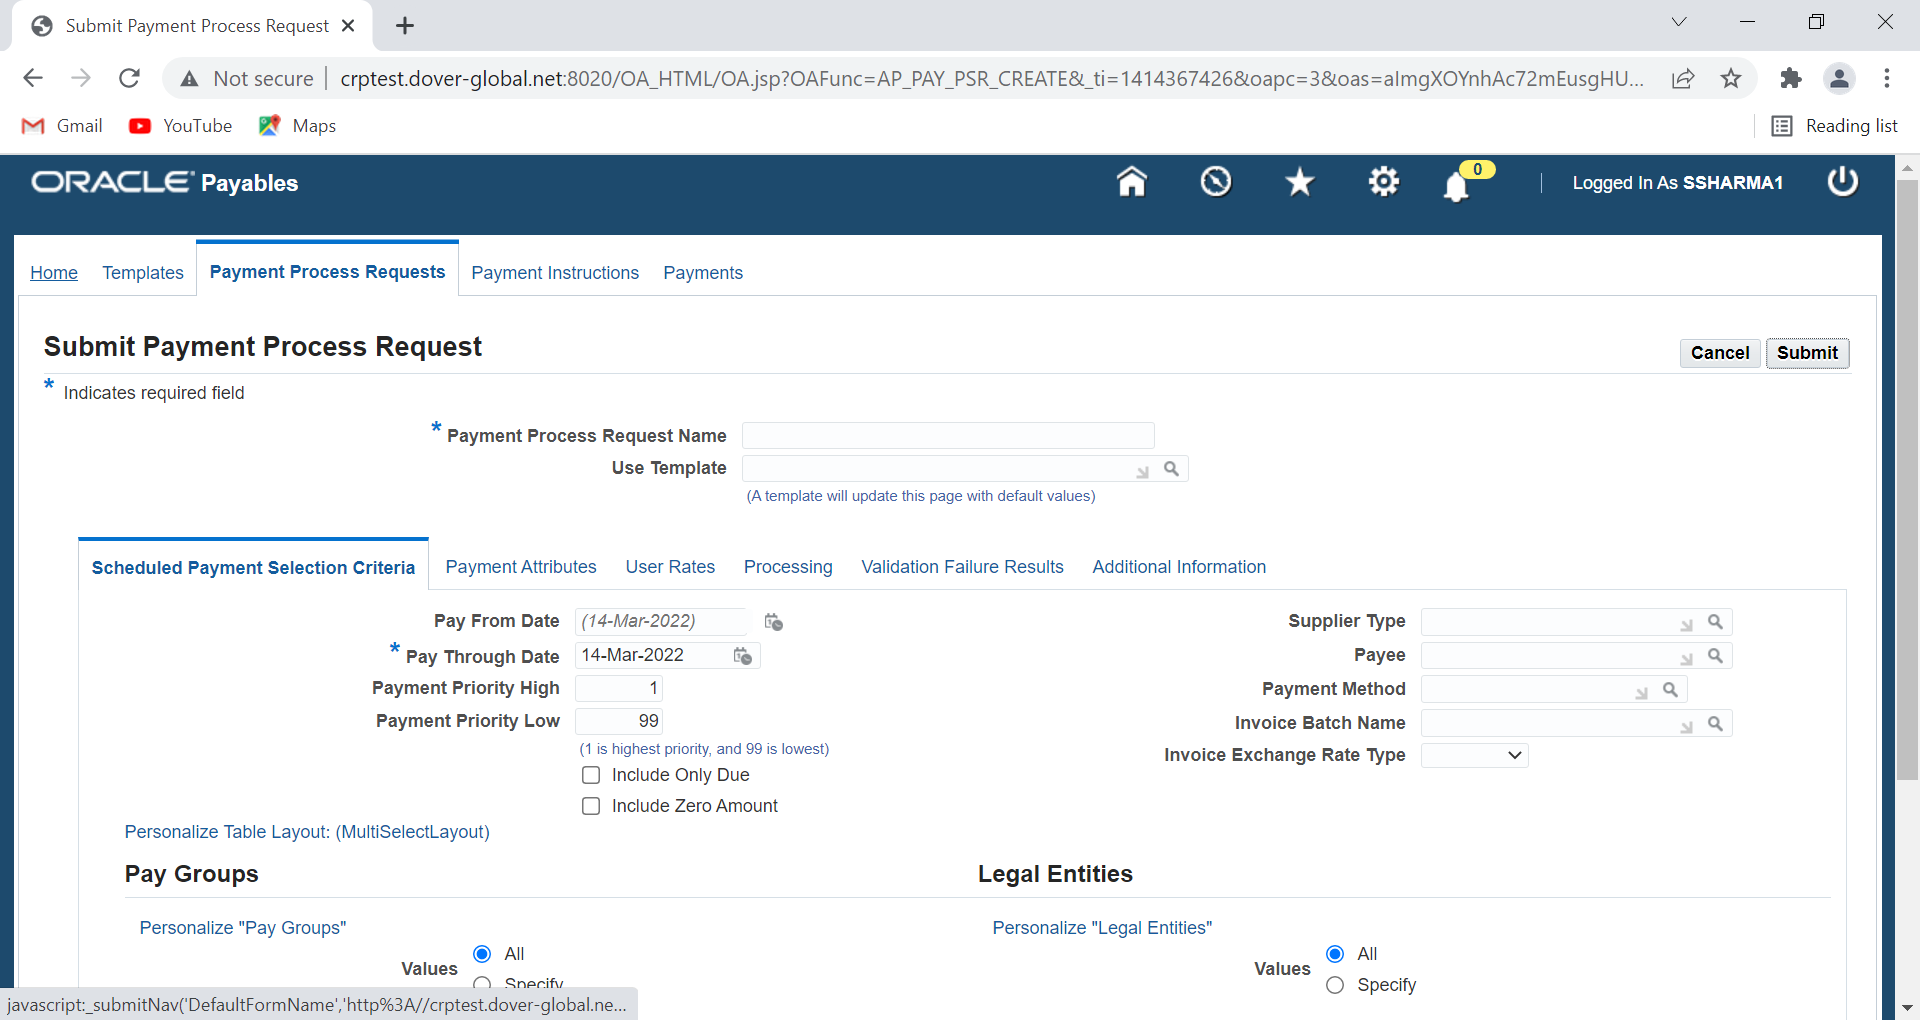 Submit Payment Process Request
Not secure
crptest.dover-global.net:8020/OA_HTML/OA.jsp?OAFunc=AP_PAY_PSR_CREATE&_ti=1414367426&oapc=3&oas=almgXOYnhAc72mEusgHU...
Gmail
YouTube
Maps
Reading list
ORACLE Payables
0
Logged In As SSHARMA1
Home
Templates
Payment Process Requests
Payment Instructions
Payments
Submit Payment Process Request
Cancel
Submit
* Indicates required field
* Payment Process Request Name
Use Template
(A template will update this page with default values)
Scheduled Payment Selection Criteria
Payment Attributes
User Rates
Processing
Validation Failure Results
Additional Information
Pay From Date (14-Mar-2022)
* Pay Through Date 14-Mar-2022
Payment Priority High 1
Payment Priority Low 99
(1 is highest priority, and 99 is lowest)
Include Only Due
Include Zero Amount
Supplier Type
Payee
Payment Method
Invoice Batch Name
Invoice Exchange Rate Type
Personalize Table Layout: (MultiSelectLayout)
Pay Groups
Personalize "Pay Groups"
Values
All
Specify
Legal Entities
Personalize "Legal Entities"
Values
All
Specify
javascript:_submitNav('DefaultFormName','http%3A//crptest.dover-global.ne...